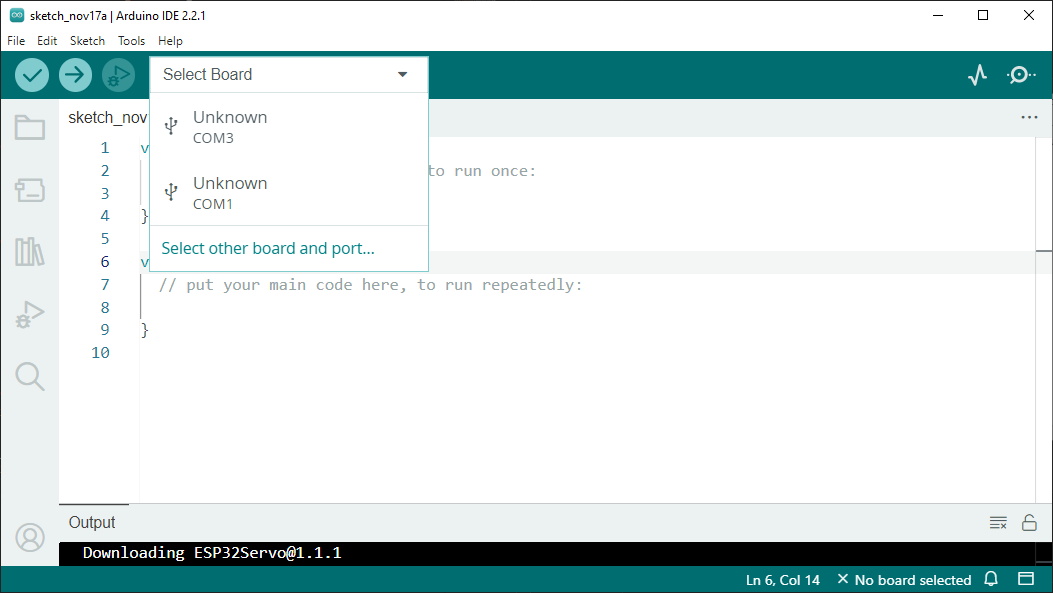 sketch_nov17a | Arduino IDE 2.2.1
File Edit Sketch Tools Help
Select Board
Unknown
COM3
Unknown
COM1
Select other board and port...
sketch_nov
1 v
2 to run once:
3
4 }
5
6 v
7 // put your main code here, to run repeatedly:
8
9 }
10
Output
Downloading ESP32Servo@1.1.1
Ln 6, Col 14 No board selected